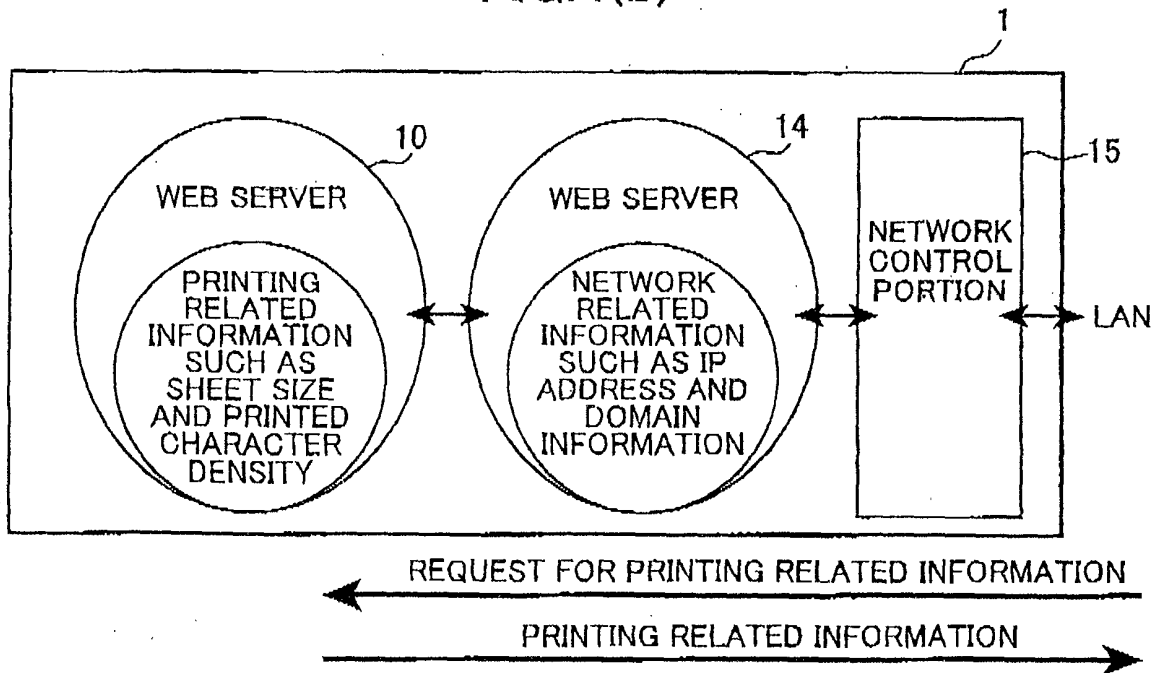 1
10
14
15
WEB SERVER
PRINTING
RELATED
INFORMATION
SUCH AS
SHEET SIZE
AND PRINTED
CHARACTER
DENSITY
WEB SERVER
NETWORK
RELATED
INFORMATION
SUCH AS IP
ADDRESS AND
DOMAIN
INFORMATION
NETWORK
CONTROL
PORTION
LAN
REQUEST FOR PRINTING RELATED INFORMATION
PRINTING RELATED INFORMATION